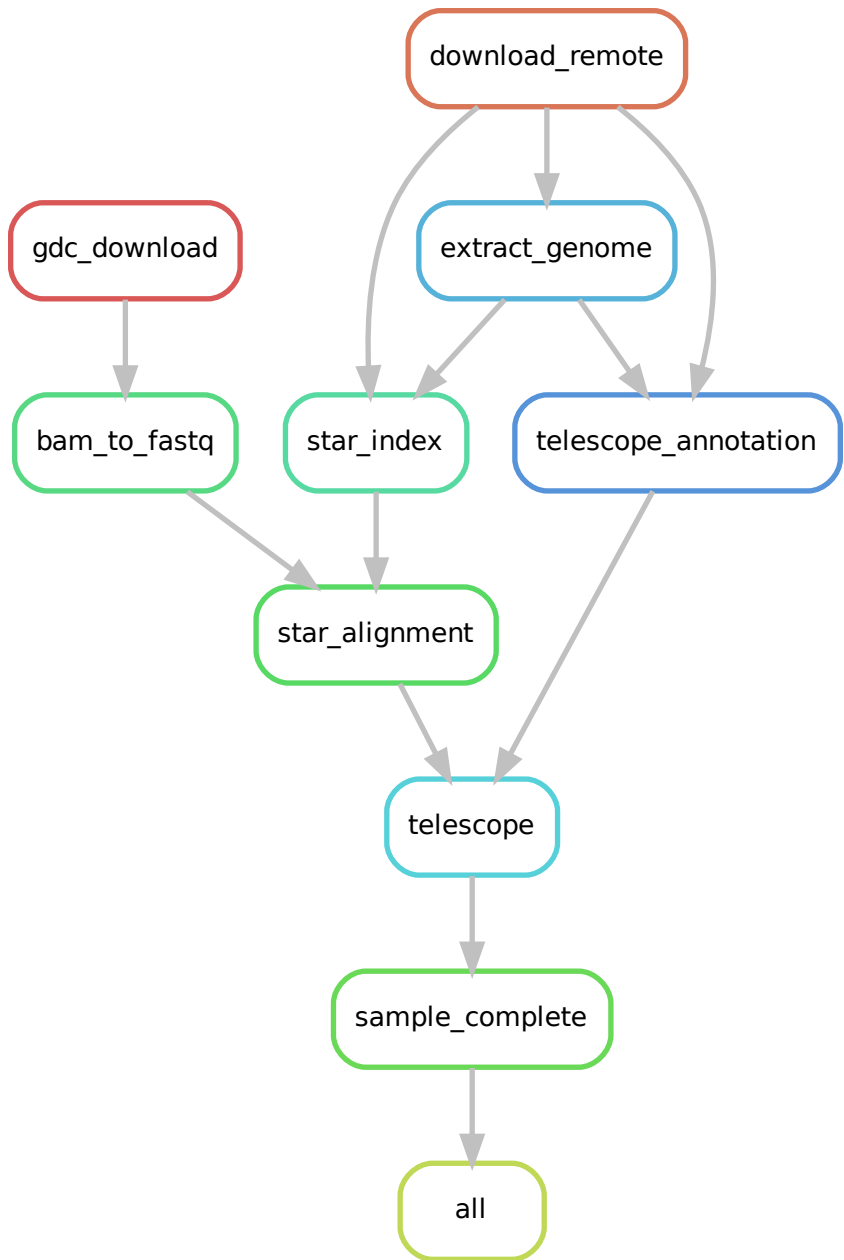 download_remote
gdc_download
extract_genome
bam_to_fastq
star_index
telescope_annotation
star_alignment
telescope
sample_complete
all